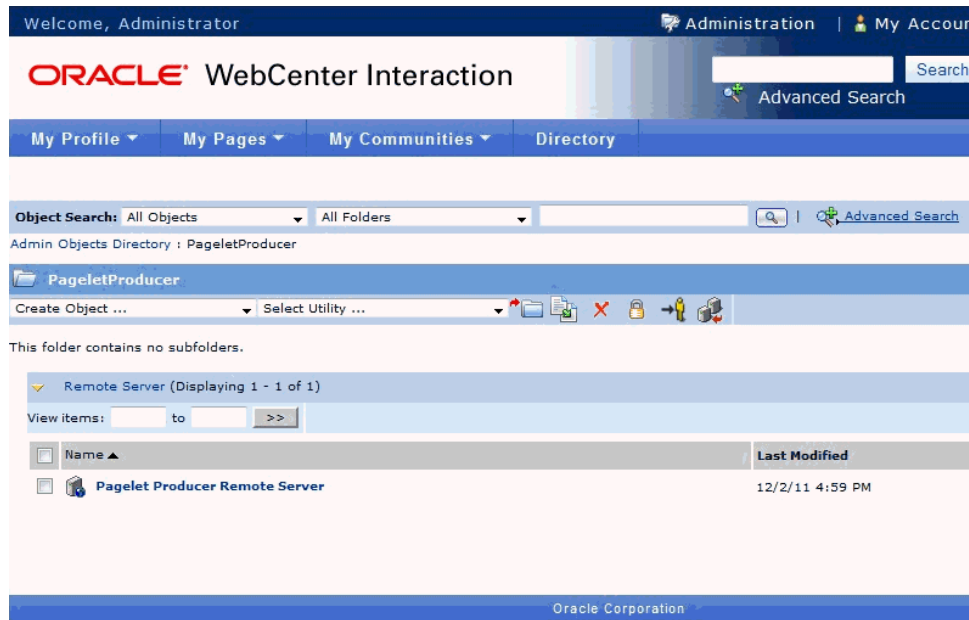 Welcome, Administrator
Administration | My Accoun
ORACLE WebCenter Interaction
Search
Advanced Search
My Profile My Pages My Communities Directory
Object Search: All Objects All Folders | Advanced Search
Admin Objects Directory : PageletProducer
PageletProducer
Create Object ... Select Utility ...
This folder contains no subfolders.
Remote Server (Displaying 1 - 1 of 1)
View items: to >>
Name Last Modified
Pagelet Producer Remote Server 12/2/11 4:59 PM
Oracle Corporation